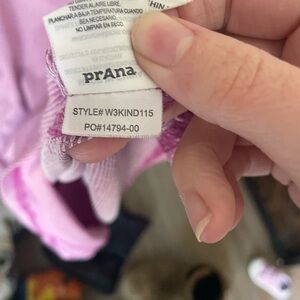 TENDER AL AIRE LIBRE.
PLANCHAR A BAJA TEMPERATURA CUANDO
SEA NECESARIO.
NO LIMPIAR EN SECO.
prAna
STYLE# W3KIND115
PO#14794-00